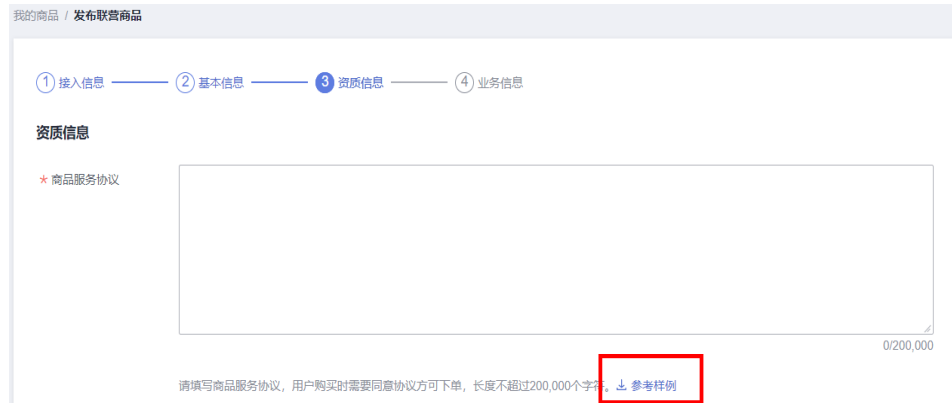 我的商品 / 发布联营商品
1 接入信息 2 基本信息 3 资质信息 4 业务信息
资质信息
* 商品服务协议
0/200,000
请填写商品服务协议，用户购买时需要同意协议方可下单，长度不超过200,000个字符。 参考样例